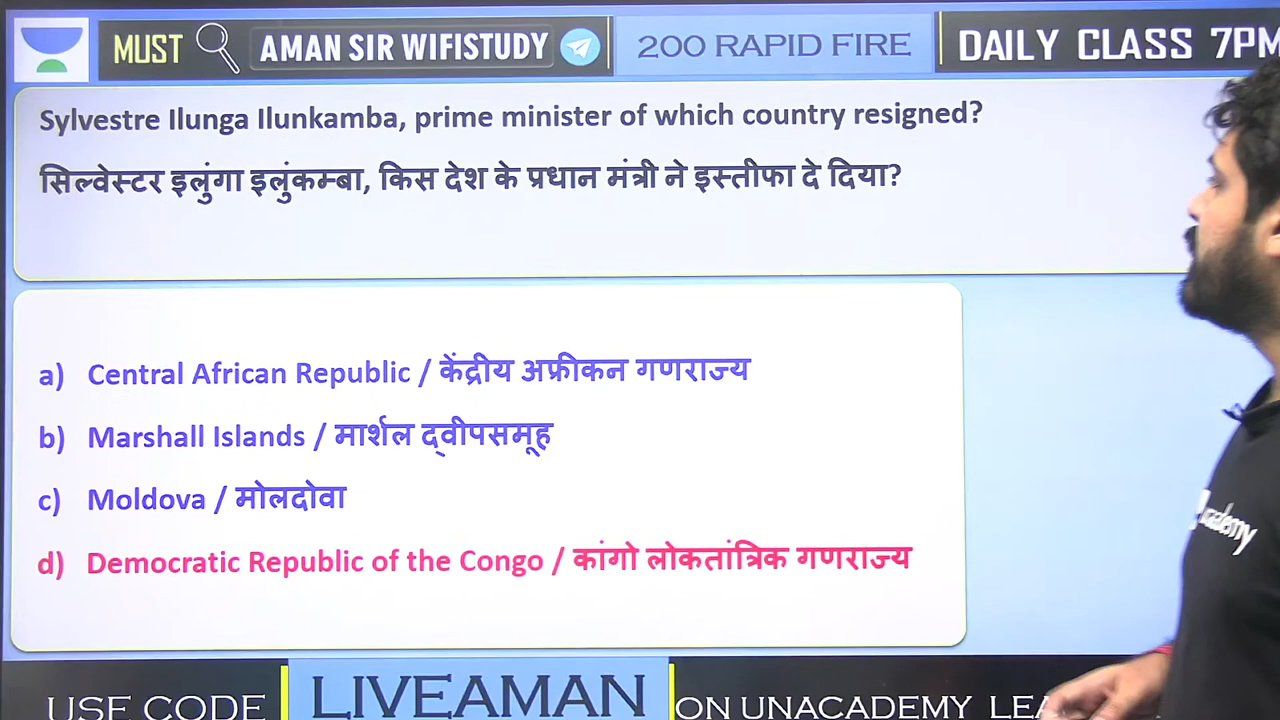 MUST AMAN SIR WIFISTUDY 200 RAPID FIRE DAILY CLASS 7PM
Sylvestre Ilunga Ilunkamba, prime minister of which country resigned?
सिल्वेस्टर इलुंगा इलुंकम्बा, किस देश के प्रधान मंत्री ने इस्तीफा दे दिया?
a) Central African Republic / केंद्रीय अफ्रीकन गणराज्य
b) Marshall Islands / मार्शल द्वीपसमूह
c) Moldova / मोलदोवा
d) Democratic Republic of the Congo / कांगो लोकतांत्रिक गणराज्य
academy
USE CODE LIVEAMAN ON UNACADEMY LEA